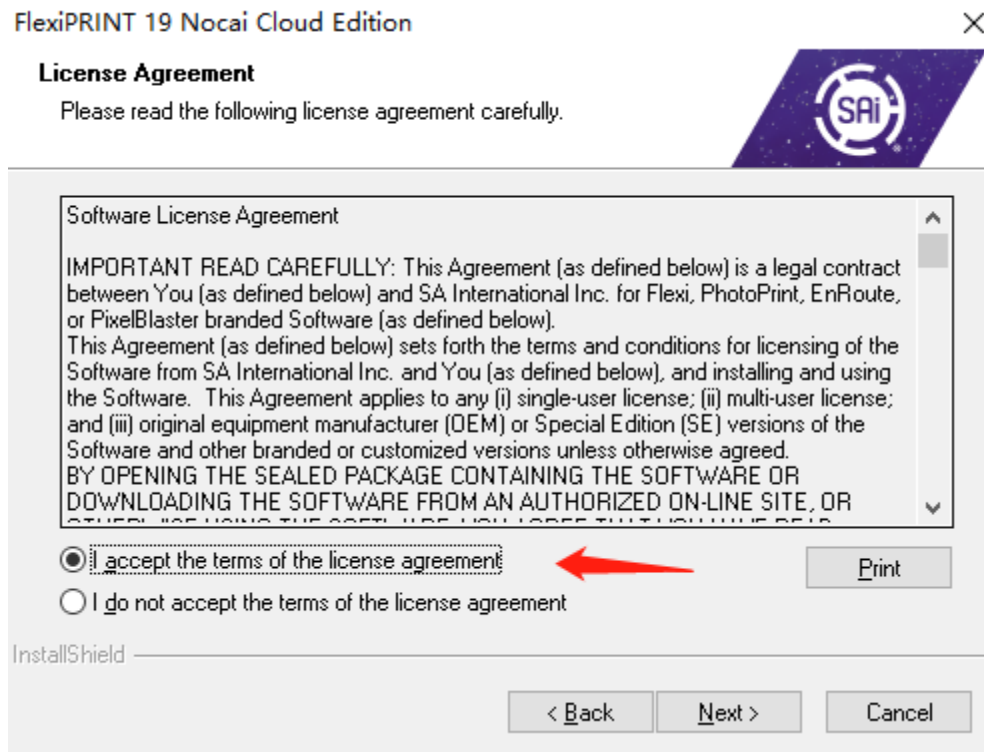 FlexiPRINT 19 Nocai Cloud Edition
License Agreement
Please read the following license agreement carefully.
SAi
Software License Agreement
IMPORTANT READ CAREFULLY: This Agreement (as defined below) is a legal contract
between You (as defined below) and SA International Inc. for Flexi, PhotoPrint, EnRoute,
or PixelBlaster branded Software (as defined below).
This Agreement (as defined below) sets forth the terms and conditions for licensing of the
Software from SA International Inc. and You (as defined below), and installing and using
the Software.  This Agreement applies to any (i) single-user license; (ii) multi-user license;
and (iii) original equipment manufacturer (OEM) or Special Edition (SE) versions of the
Software and other branded or customized versions unless otherwise agreed.
BY OPENING THE SEALED PACKAGE CONTAINING THE SOFTWARE OR
DOWNLOADING THE SOFTWARE FROM AN AUTHORIZED ON-LINE SITE, OR
I accept the terms of the license agreement
Print
I do not accept the terms of the license agreement
InstallShield
< Back
Next >
Cancel